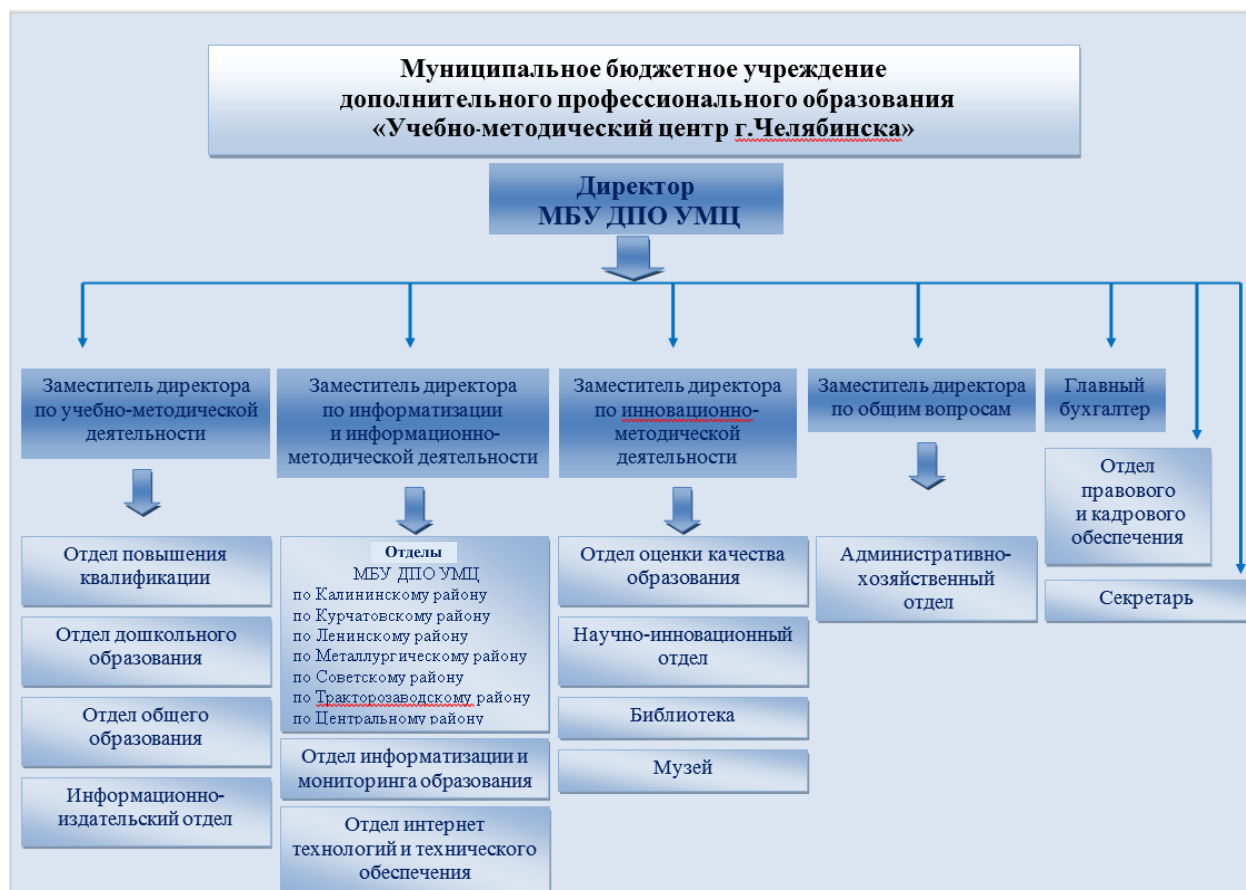 Муниципальное бюджетное учреждение
дополнительного профессионального образования
«Учебно-методический центр г.Челябинска»
Директор
МБУ ДПО УМЦ
Заместитель директора
по учебно-методической
деятельности
Отдел повышения
квалификации
Отдел дошкольного
образования
Отдел общего
образования
Информационно-
издательский отдел
Заместитель директора
по информатизации
и информационно-
методической деятельности
Отделы
МБУ ДПО УМЦ
по Калининскому району
по Курчатовскому району
по Ленинскому району
по Металлургическому району
по Советскому району
по Тракторозаводскому району
по Центральному району
Отдел информатизации и
мониторинга образования
Отдел интернет
технологий и технического
обеспечения
Заместитель директора
по инновационно-
методической
деятельности
Отдел оценки качества
образования
Научно-инновационный
отдел
Библиотека
Музей
Заместитель директора
по общим вопросам
Административно-
хозяйственный
отдел
Главный
бухгалтер
Отдел
правового
и кадрового
обеспечения
Секретарь